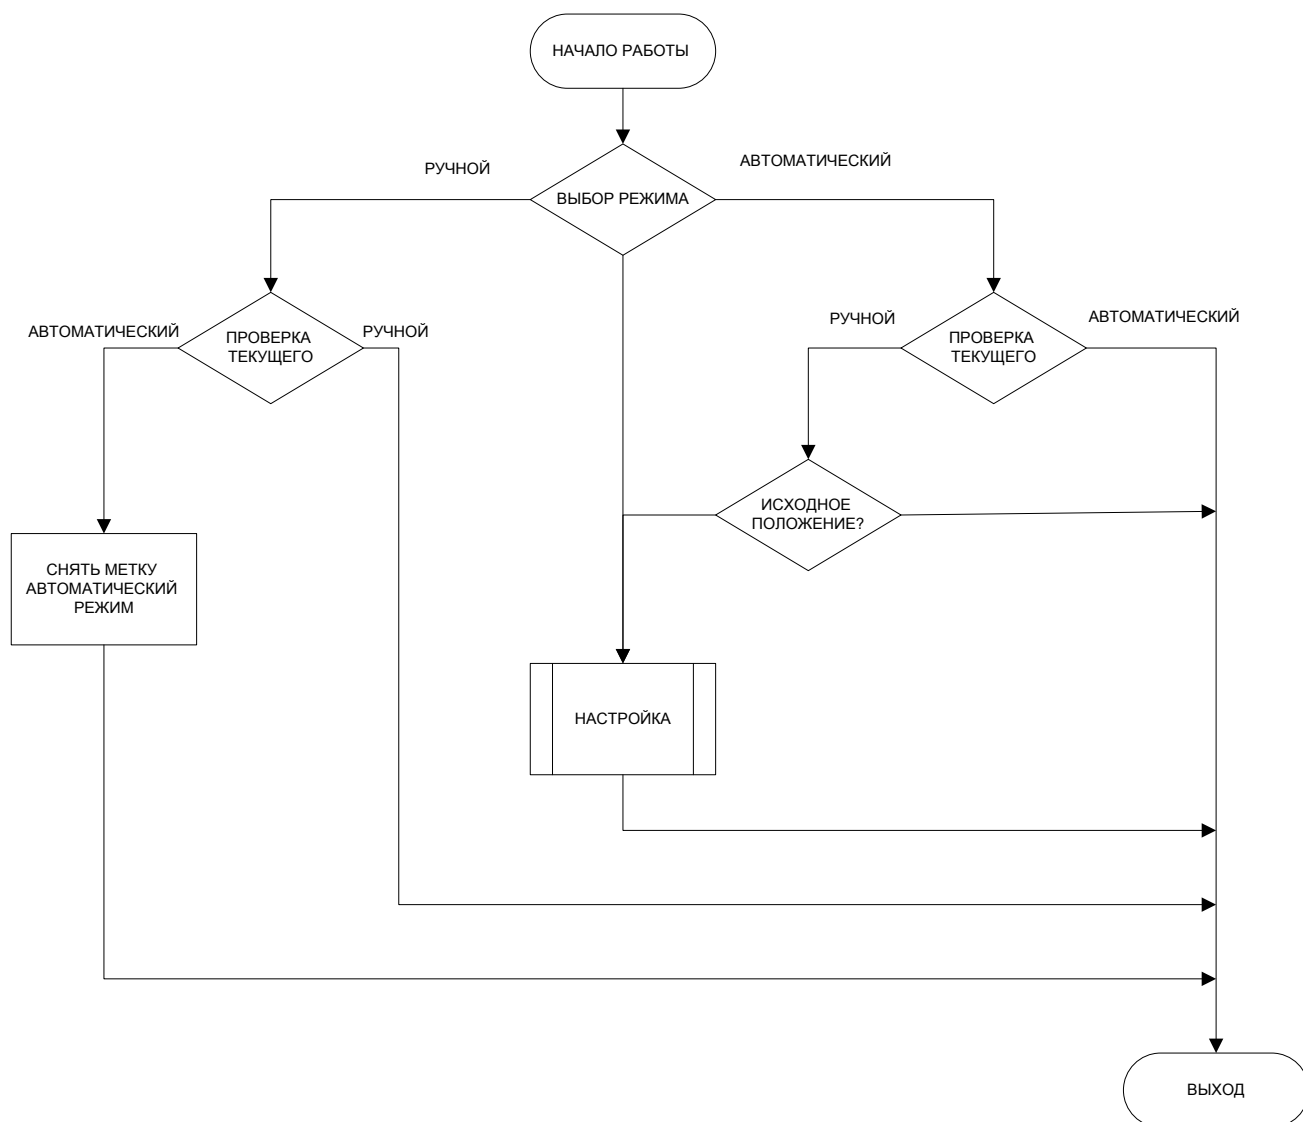 НАЧАЛО РАБОТЫ
РУЧНОЙ
АВТОМАТИЧЕСКИЙ
ВЫБОР РЕЖИМА
АВТОМАТИЧЕСКИЙ
ПРОВЕРКА
ТЕКУЩЕГО
РУЧНОЙ
РУЧНОЙ
ПРОВЕРКА
ТЕКУЩЕГО
АВТОМАТИЧЕСКИЙ
ИСХОДНОЕ
ПОЛОЖЕНИЕ?
СНЯТЬ МЕТКУ
АВТОМАТИЧЕСКИЙ
РЕЖИМ
НАСТРОЙКА
ВЫХОД